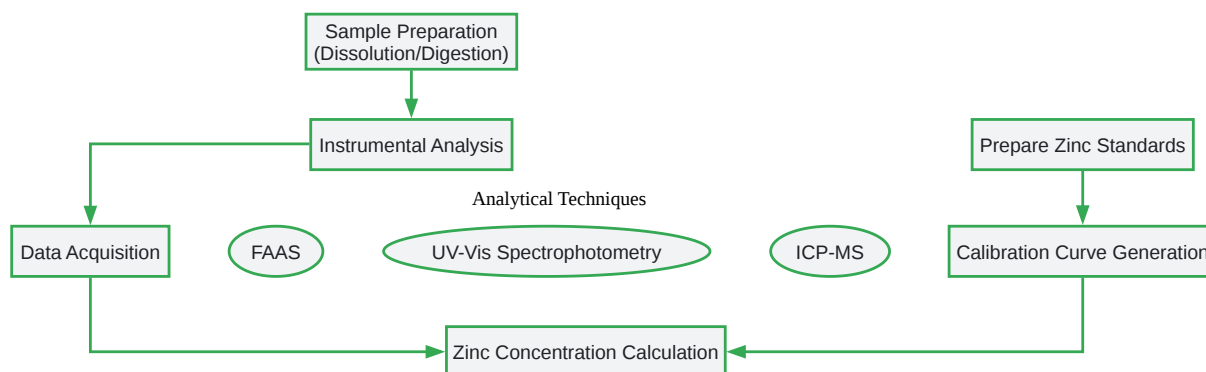 Sample Preparation
(Dissolution/Digestion)
Instrumental Analysis
Prepare Zinc Standards
Analytical Techniques
Data Acquisition
FAAS
UV-Vis Spectrophotometry
ICP-MS
Calibration Curve Generation
Zinc Concentration Calculation